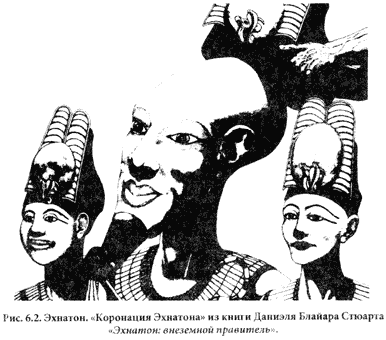 Рис. 6.2. Эхнатон. «Коронация Эхнатона» из книги Даниэля Блайара Стюарта
«Эхнатон: внеземной правитель».